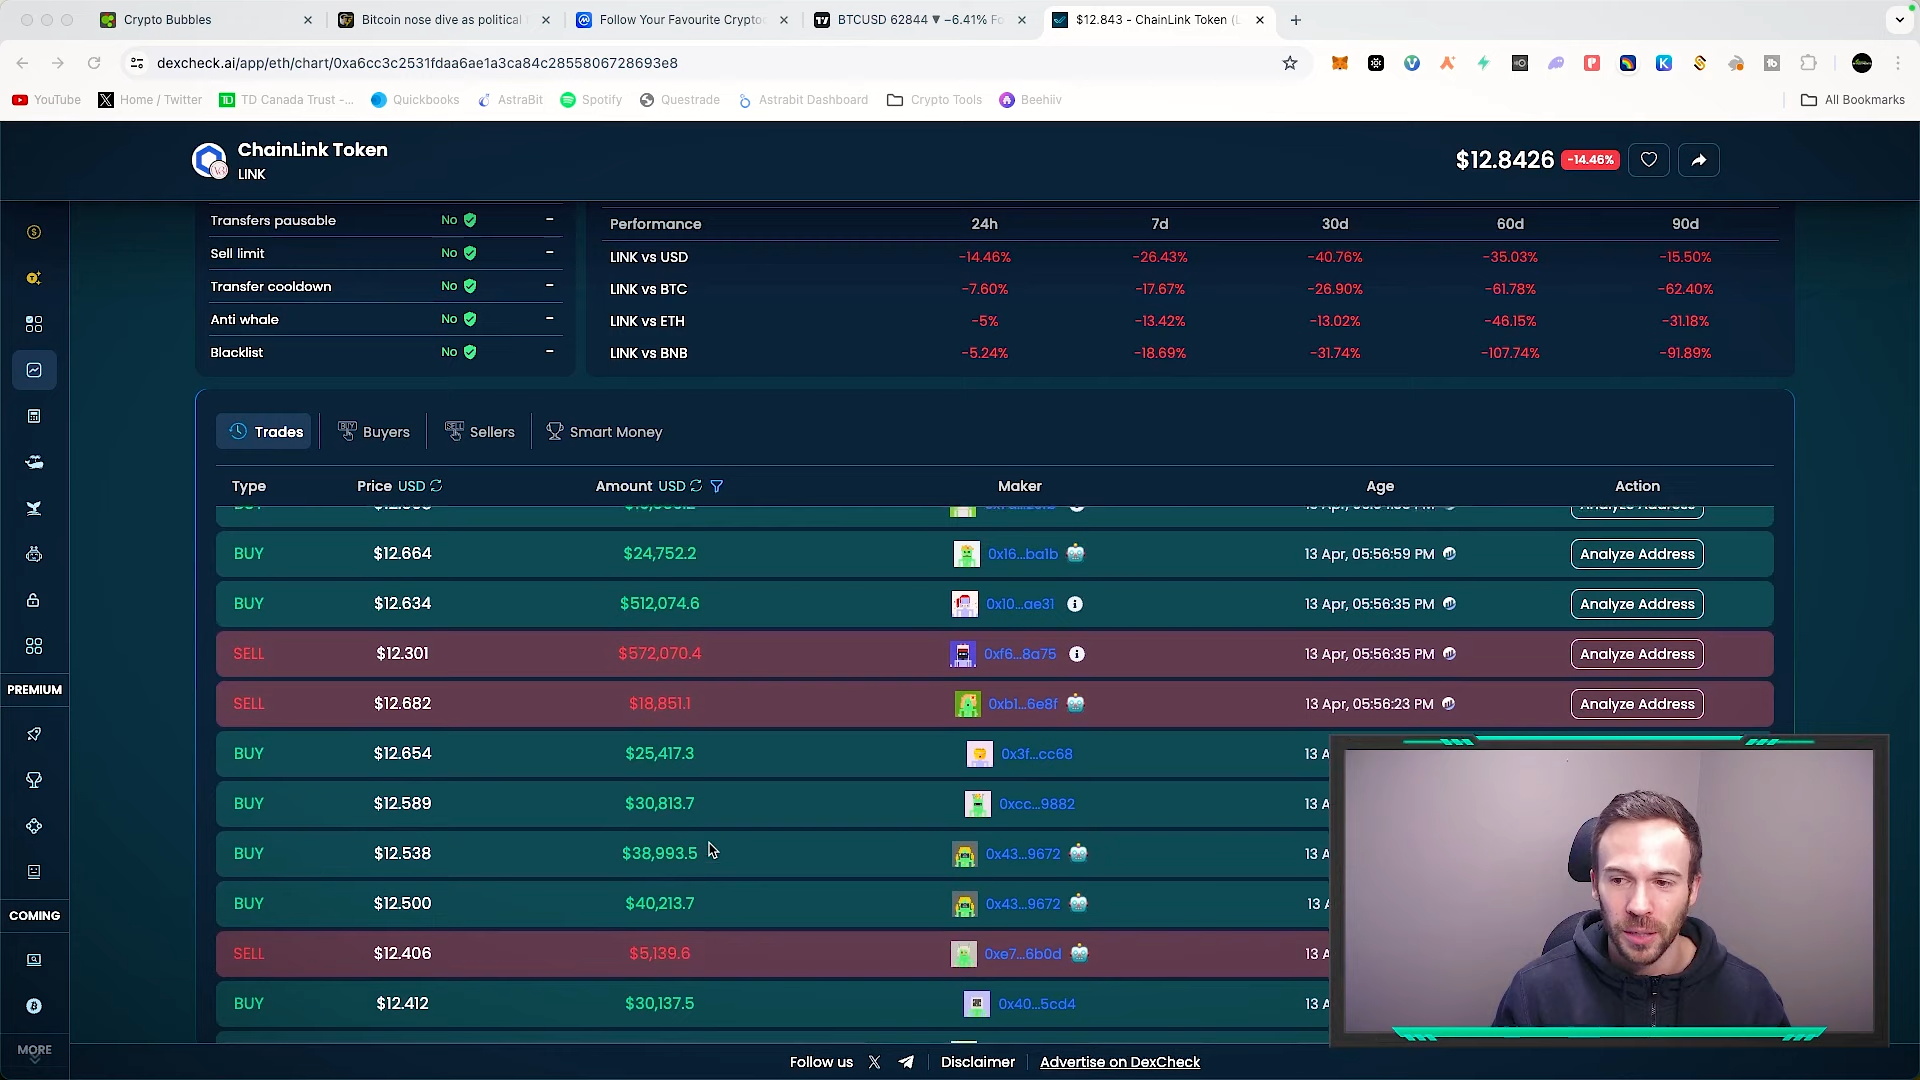 Crypto Bubbles
Bitcoin nose dive as political
Follow Your Favourite Crypto
BTCUSD 62844 ▼ −6.41%
$12.843 - ChainLink Token (L
dexcheck.ai/app/eth/chart/0xa6cc3c2531fdaa6ae1a3ca84c2855806728693e8
YouTube
Home / Twitter
TD Canada Trust -...
Quickbooks
AstraBit
Spotify
Questrade
Astrabit Dashboard
Crypto Tools
Beehiiv
All Bookmarks
ChainLink Token
LINK
$12.8426 -14.46%
Transfers pausable No -
Sell limit No -
Transfer cooldown No -
Anti whale No -
Blacklist No -
Performance 24h 7d 30d 60d 90d
LINK vs USD -14.46% -26.43% -40.76% -35.03% -15.50%
LINK vs BTC -7.60% -17.67% -26.90% -61.78% -62.40%
LINK vs ETH -5% -13.42% -13.02% -46.15% -31.18%
LINK vs BNB -5.24% -18.69% -31.74% -107.74% -91.89%
Trades Buyers Sellers Smart Money
Type Price USD Amount USD Maker Age Action
BUY $12.664 $24,752.2 0x16...ba1b 13 Apr, 05:56:59 PM Analyze Address
BUY $12.634 $512,074.6 0x10...ae31 13 Apr, 05:56:35 PM Analyze Address
SELL $12.301 $572,070.4 0xf6...8a75 13 Apr, 05:56:35 PM Analyze Address
SELL $12.682 $18,851.1 0xb1...6e8f 13 Apr, 05:56:23 PM Analyze Address
BUY $12.654 $25,417.3 0x3f...cc68 13 A
BUY $12.589 $30,813.7 0xcc...9882 13 A
BUY $12.538 $38,993.5 0x43...9672 13 A
BUY $12.500 $40,213.7 0x43...9672 13 A
SELL $12.406 $5,139.6 0xe7...6b0d 13 A
BUY $12.412 $30,137.5 0x40...5cd4 13 A
PREMIUM
COMING
MORE
Follow us Disclaimer Advertise on DexCheck